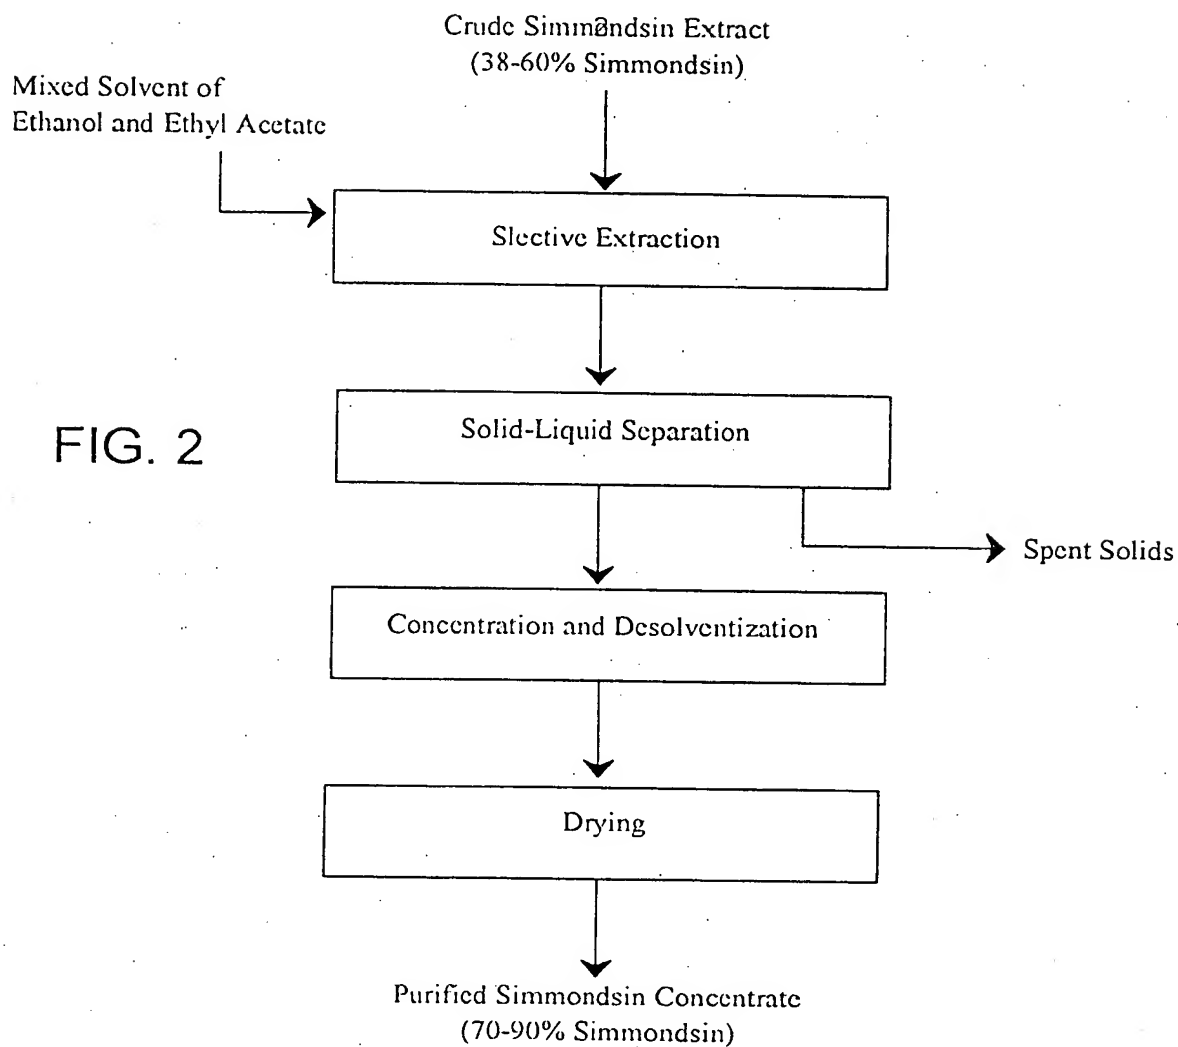 Crude Simmandsin Extract
(38-60% Simmondsin)
Mixed Solvent of
Ethanol and Ethyl Acetate
Slective Extraction
FIG. 2
Solid-Liquid Separation
Spent Solids
Concentration and Desolventization
Drying
Purified Simmondsin Concentrate
(70-90% Simmondsin)